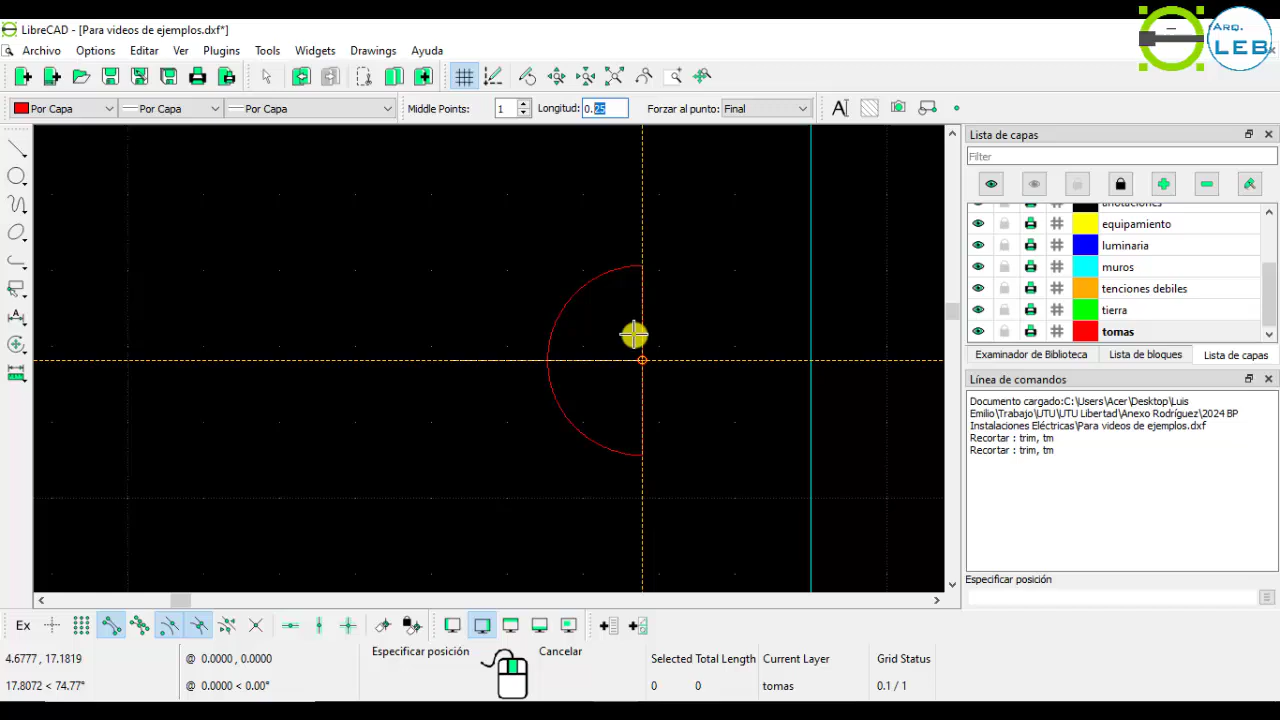 LibreCAD - [Para videos de ejemplos.dxf*]
ARQ.
LEB
Archivo Options Editar Ver Plugins Tools Widgets Drawings Ayuda
Por Capa Por Capa Por Capa Middle Points: 1 Longitud: 0.25 Forzar al punto: Final
Lista de capas
Filter
anotaciones
equipamiento
luminaria
muros
tenciones debiles
tierra
tomas
Examinador de Biblioteca Lista de bloques Lista de capas
Línea de comandos
Documento cargado:C:\Users\Acer\Desktop\Luis
Emilio\Trabajo\UTU\UTU Libertad\Anexo Rodríguez\2024 BP
Instalaciones Eléctricas\Para videos de ejemplos.dxf
Recortar : trim, tm
Recortar : trim, tm
Especificar posición
Ex
4.6777 , 17.1819 @ 0.0000 , 0.0000 Especificar posición Cancelar Selected Total Length Current Layer Grid Status
17.8072 < 74.77° @ 0.0000 < 0.00° 0 0 tomas 0.1 / 1